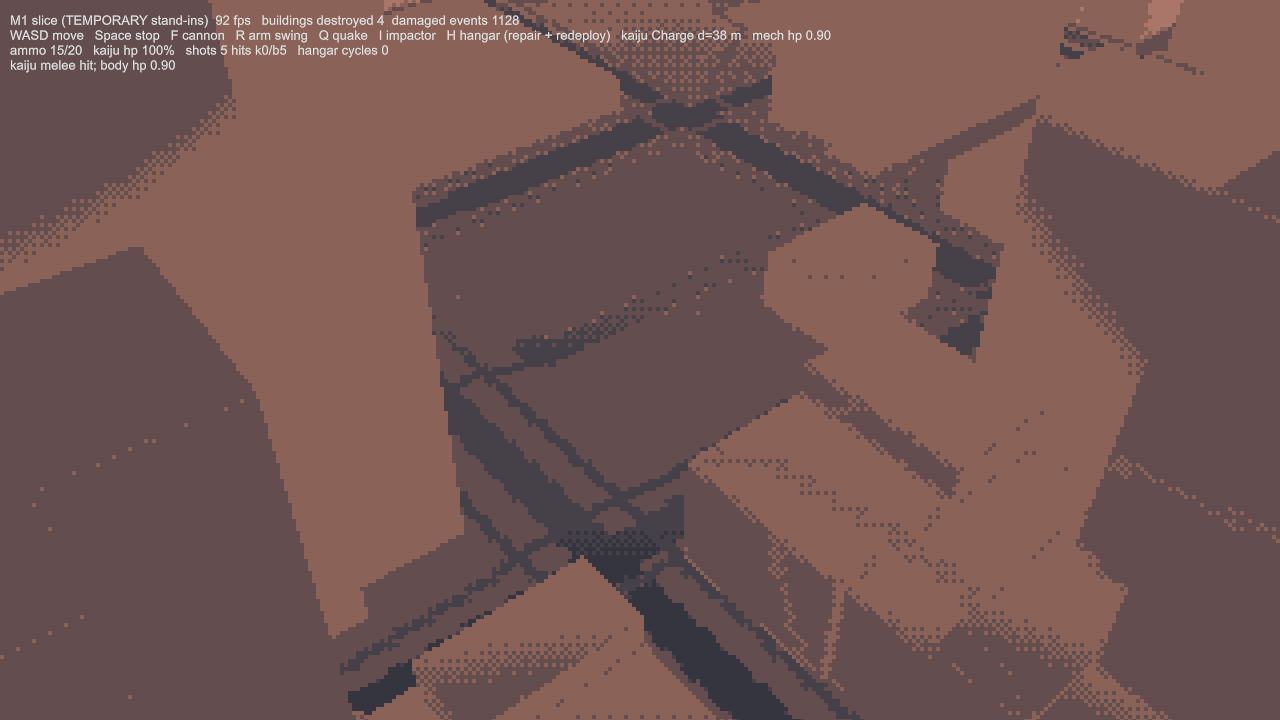 M1 slice (TEMPORARY stand-ins)  92 fps   buildings destroyed 4  damaged events 1128
WASD move   Space stop   F cannon   R arm swing   Q quake   I impactor   H hangar (repair + redeploy)   kaiju Charge d=38 m   mech hp 0.90
ammo 15/20   kaiju hp 100%   shots 5 hits k0/b5   hangar cycles 0
kaiju melee hit; body hp 0.90